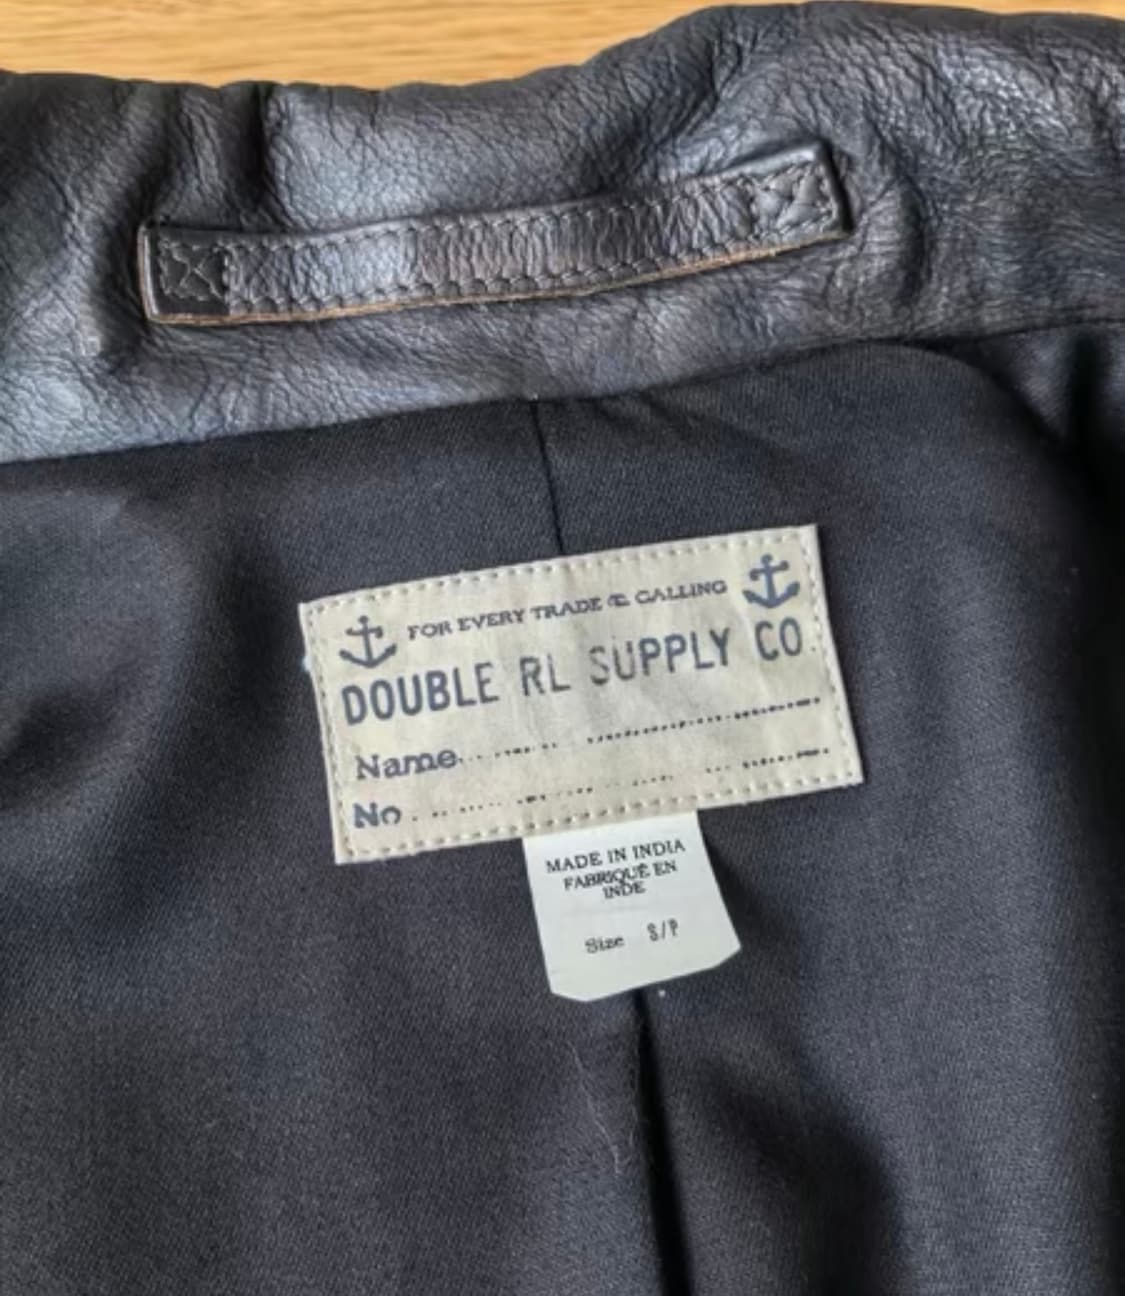 FOR EVERY TRADE & CALLING
DOUBLE RL SUPPLY CO.
Name
No
MADE IN INDIA
FABRIQUÉ EN
INDE
Size S/P